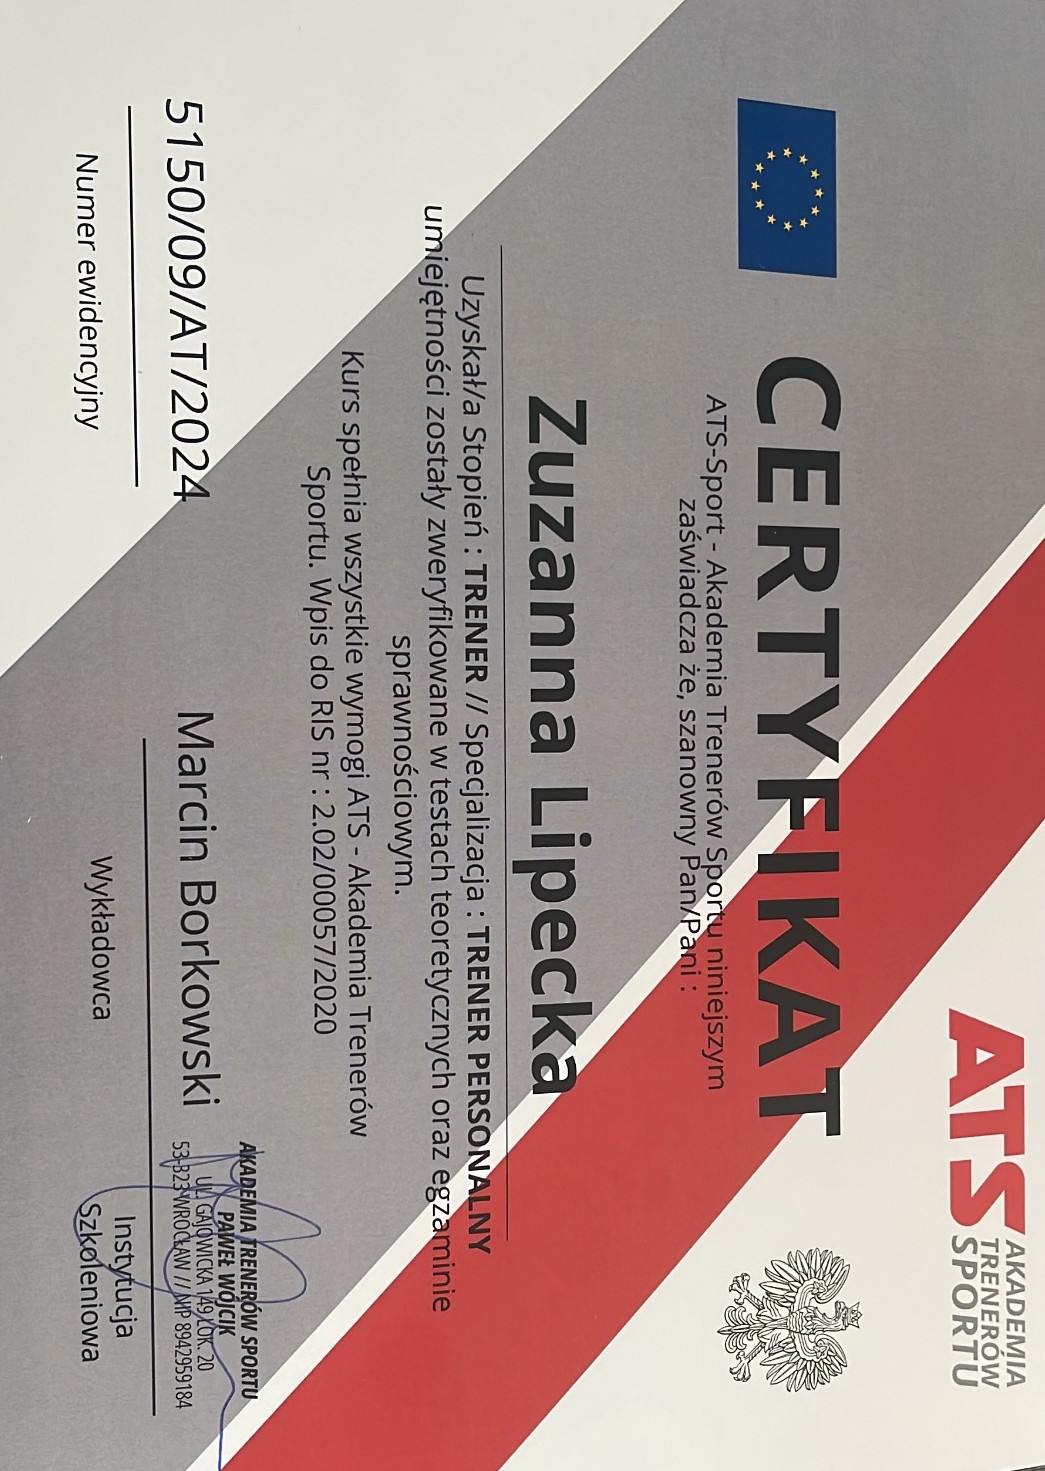 ATS AKADEMIA
TRENERÓW
SPORTU
CERTYFIKAT
ATS-Sport - Akademia Trenerów Sportu niniejszym
zaświadcza że, szanowny Pan/Pani :
Zuzanna Lipecka
Uzyskał/a Stopień : TRENER // Specjalizacja : TRENER PERSONALNY
umiejętności zostały zweryfikowane w testach teoretycznych oraz egzaminie
sprawnościowym.
Kurs spełnia wszystkie wymogi ATS - Akademia Trenerów
Sportu. Wpis do RIS nr : 2.02/00057/2020
AKADEMIA TRENERÓW SPORTU
PAWEŁ WÓJCIK
UL. GAJOWICKA 149 LOK. 20
53-323 WROCŁAW // NIP 8942959184
5150/09/AT/2024
Marcin Borkowski
Numer ewidencyjny
Wykładowca
Instytucja
Szkoleniowa